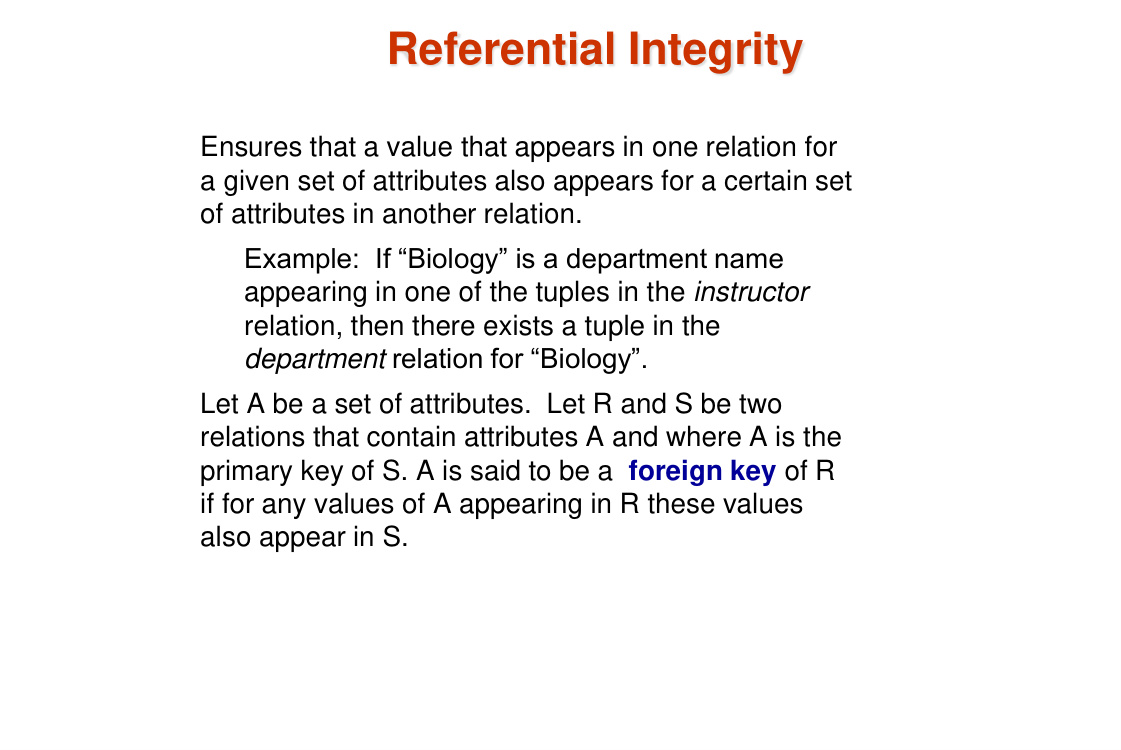 Referential Integrity
Ensures that a value that appears in one relation for
a given set of attributes also appears for a certain set
of attributes in another relation.
Example:  If “Biology” is a department name
appearing in one of the tuples in the instructor
relation, then there exists a tuple in the
department relation for “Biology”.
Let A be a set of attributes.  Let R and S be two
relations that contain attributes A and where A is the
primary key of S. A is said to be a  foreign key of R
if for any values of A appearing in R these values
also appear in S.